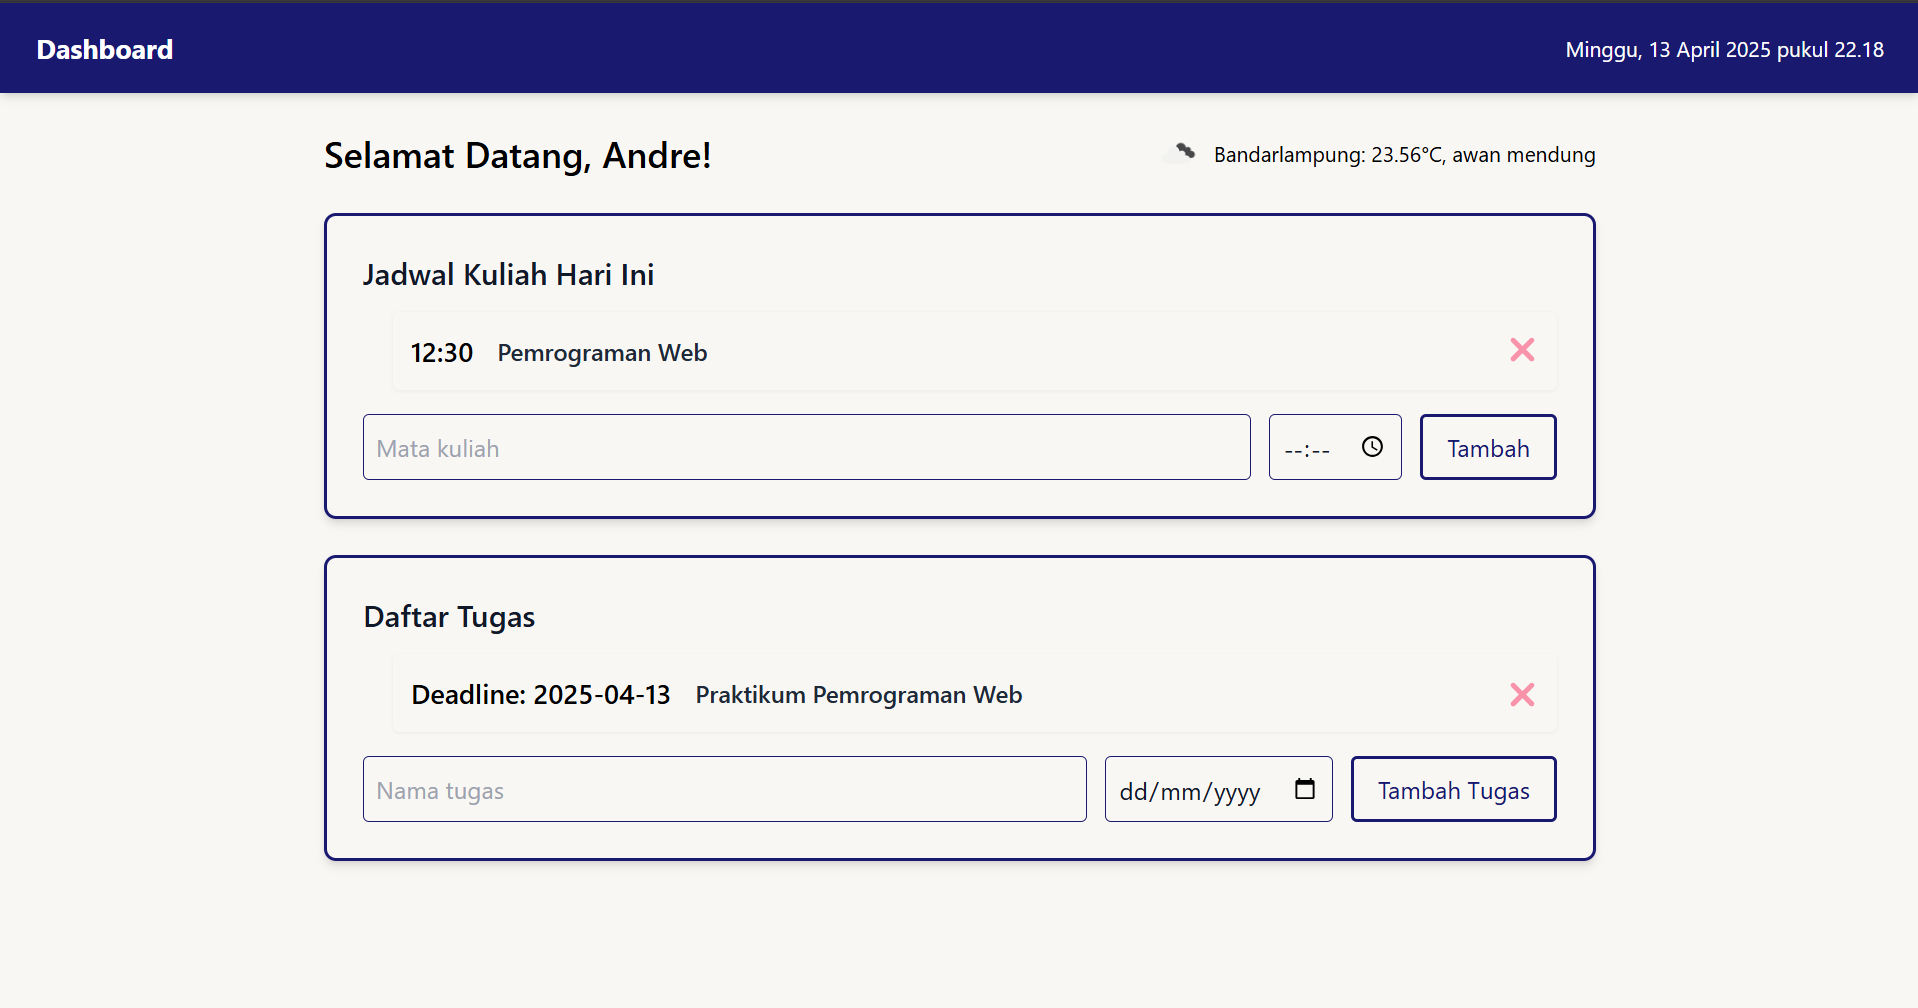 Dashboard
Minggu, 13 April 2025 pukul 22.18
Selamat Datang, Andre!
Bandarlampung: 23.56°C, awan mendung
Jadwal Kuliah Hari Ini
12:30 Pemrograman Web
Mata kuliah
--:--
Tambah
Daftar Tugas
Deadline: 2025-04-13 Praktikum Pemrograman Web
Nama tugas
dd/mm/yyyy
Tambah Tugas